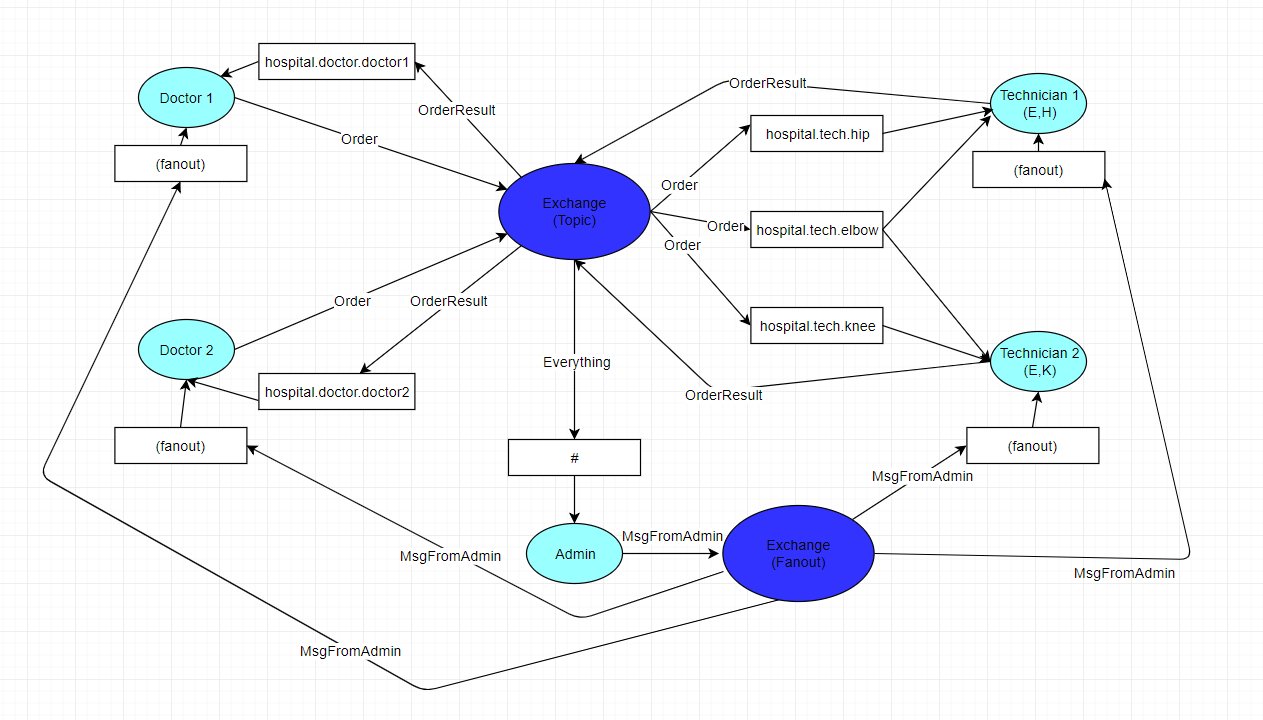 hospital.doctor.doctor1
Doctor 1
OrderResult
Order
(fanout)
OrderResult
Technician 1
(E,H)
hospital.tech.hip
(fanout)
Order
Exchange
(Topic)
Order
hospital.tech.elbow
Order
hospital.tech.knee
Order
OrderResult
Doctor 2
Everything
Technician 2
(E,K)
hospital.doctor.doctor2
OrderResult
(fanout)
(fanout)
#
MsgFromAdmin
MsgFromAdmin
Admin
Exchange
(Fanout)
MsgFromAdmin
MsgFromAdmin
MsgFromAdmin